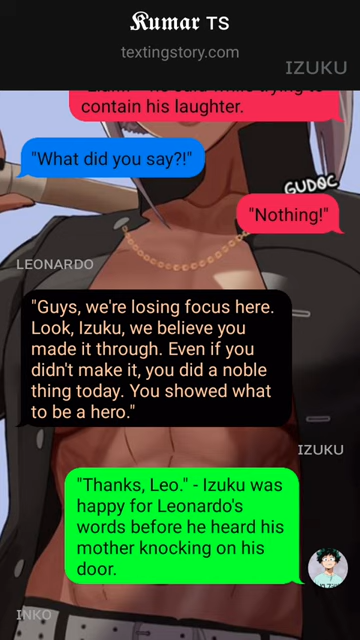 Kumar TS
textingstory.com
IZUKU
contain his laughter.
"What did you say?!"
GUDOC
"Nothing!"
LEONARDO
"Guys, we're losing focus here.
Look, Izuku, we believe you
made it through. Even if you
didn't make it, you did a noble
thing today. You showed what
to be a hero."
IZUKU
"Thanks, Leo." - Izuku was
happy for Leonardo's
words before he heard his
mother knocking on his
door.
INKO